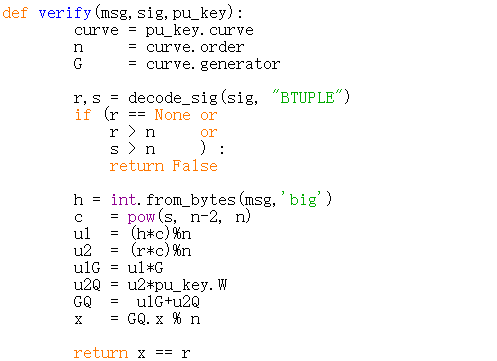 def verify(msg,sig,pu_key):
        curve = pu_key.curve
        n     = curve.order
        G     = curve.generator

        r,s = decode_sig(sig, "BTUPLE")
        if (r == None or
            r > n     or
            s > n     ) :
            return False

        h = int.from_bytes(msg,'big')
        c   = pow(s, n-2, n)
        u1  = (h*c)%n
        u2  = (r*c)%n
        u1G = u1*G
        u2Q = u2*pu_key.W
        GQ  =  u1G+u2Q
        x   = GQ.x % n

        return x == r